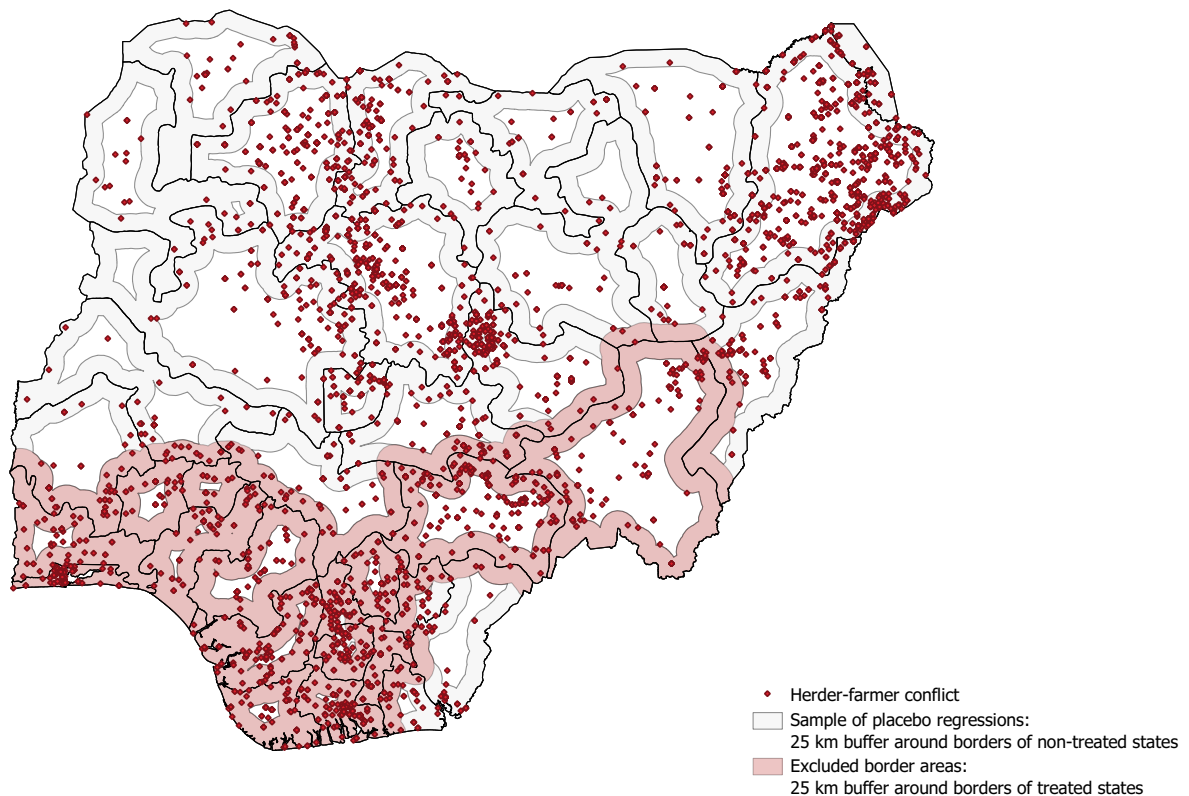 Herder-farmer conflict
Sample of placebo regressions:
25 km buffer around borders of non-treated states
Excluded border areas:
25 km buffer around borders of treated states